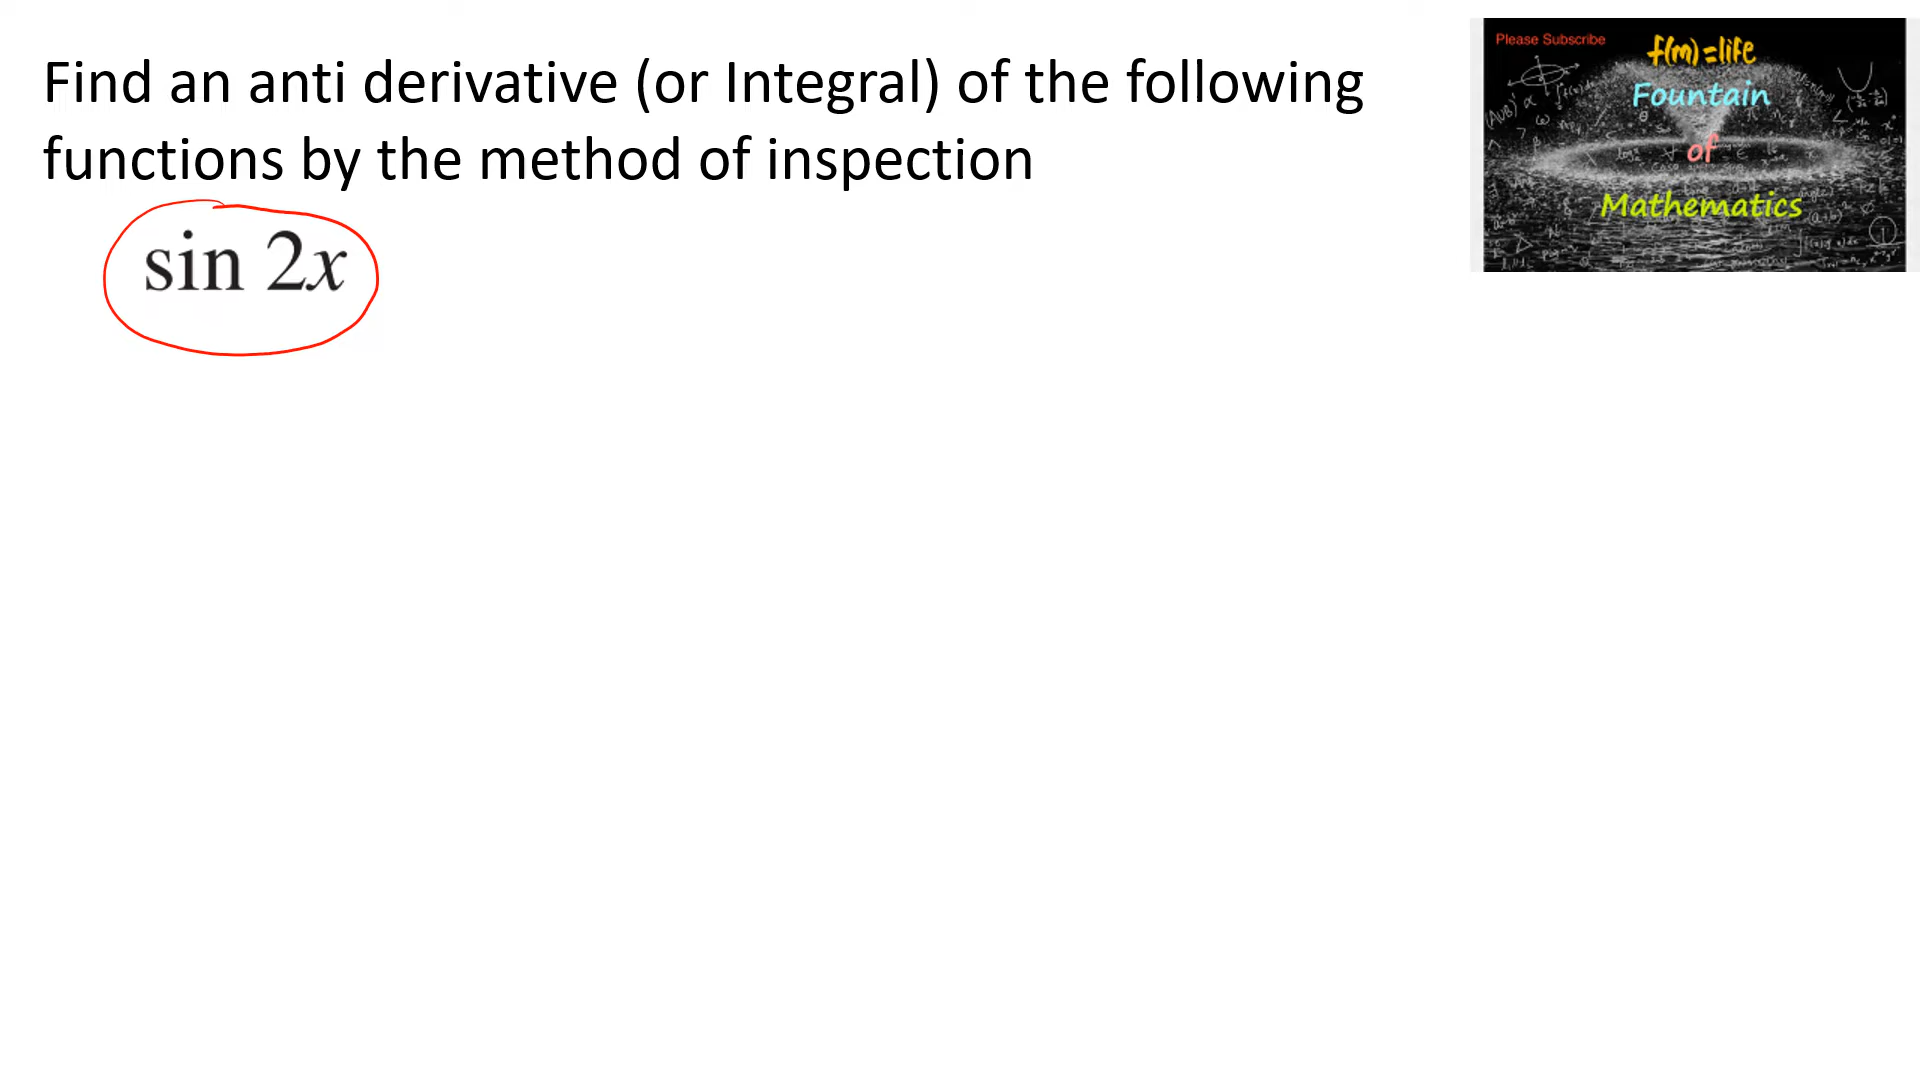 Find an anti derivative (or Integral) of the following
functions by the method of inspection
sin 2x
Please Subscribe
f(m)=life
Fountain
of
Mathematics